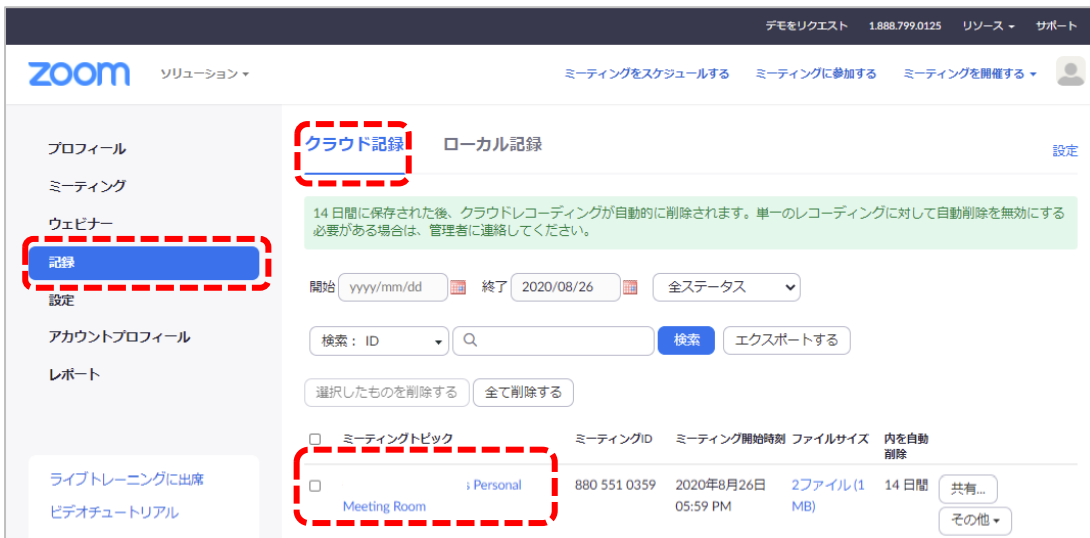 デモをリクエスト 1.888.799.0125 リソース サポート
zoom ソリューション ミーティングをスケジュールする ミーティングに参加する ミーティングを開催する
プロフィール
ミーティング
ウェビナー
記録
設定
アカウントプロフィール
レポート
ライブトレーニングに出席
ビデオチュートリアル
クラウド記録 ローカル記録
設定
14 日間に保存された後、クラウドレコーディングが自動的に削除されます。単一のレコーディングに対して自動削除を無効にする
必要がある場合は、管理者に連絡してください。
開始 yyyy/mm/dd 終了 2020/08/26 全ステータス
検索： ID 検索 エクスポートする
選択したものを削除する 全て削除する
ミーティングトピック ミーティングID ミーティング開始時刻 ファイルサイズ 内を自動
削除
s Personal 880 551 0359 2020年8月26日 2ファイル (1 14 日間 共有...
Meeting Room 05:59 PM MB) その他